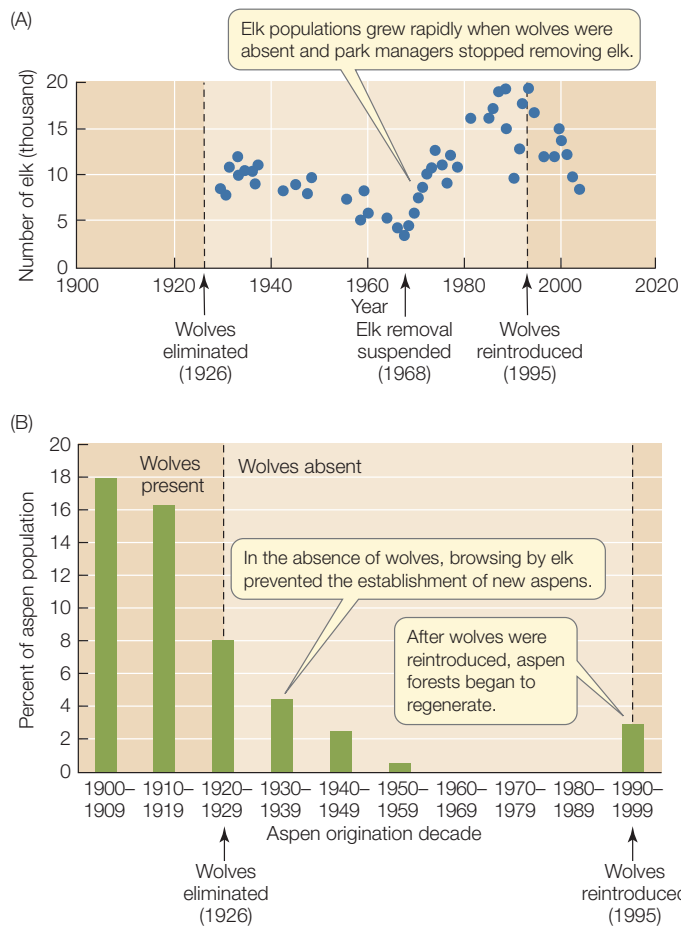 (A)
Elk populations grew rapidly when wolves were
absent and park managers stopped removing elk.
Number of elk (thousand)
20
15
10
5
0
1900
1920
1940
1960
1980
2000
2020
Year
Wolves
eliminated
(1926)
Elk removal
suspended
(1968)
Wolves
reintroduced
(1995)
(B)
Percent of aspen population
20
18
16
14
12
10
8
6
4
2
0
Wolves
present
Wolves absent
In the absence of wolves, browsing by elk
prevented the establishment of new aspens.
After wolves were
reintroduced, aspen
forests began to
regenerate.
1900–
1909
1910–
1919
1920–
1929
1930–
1939
1940–
1949
1950–
1959
1960–
1969
1970–
1979
1980–
1989
1990–
1999
Aspen origination decade
Wolves
eliminated
(1926)
Wolves
reintroduced
(1995)